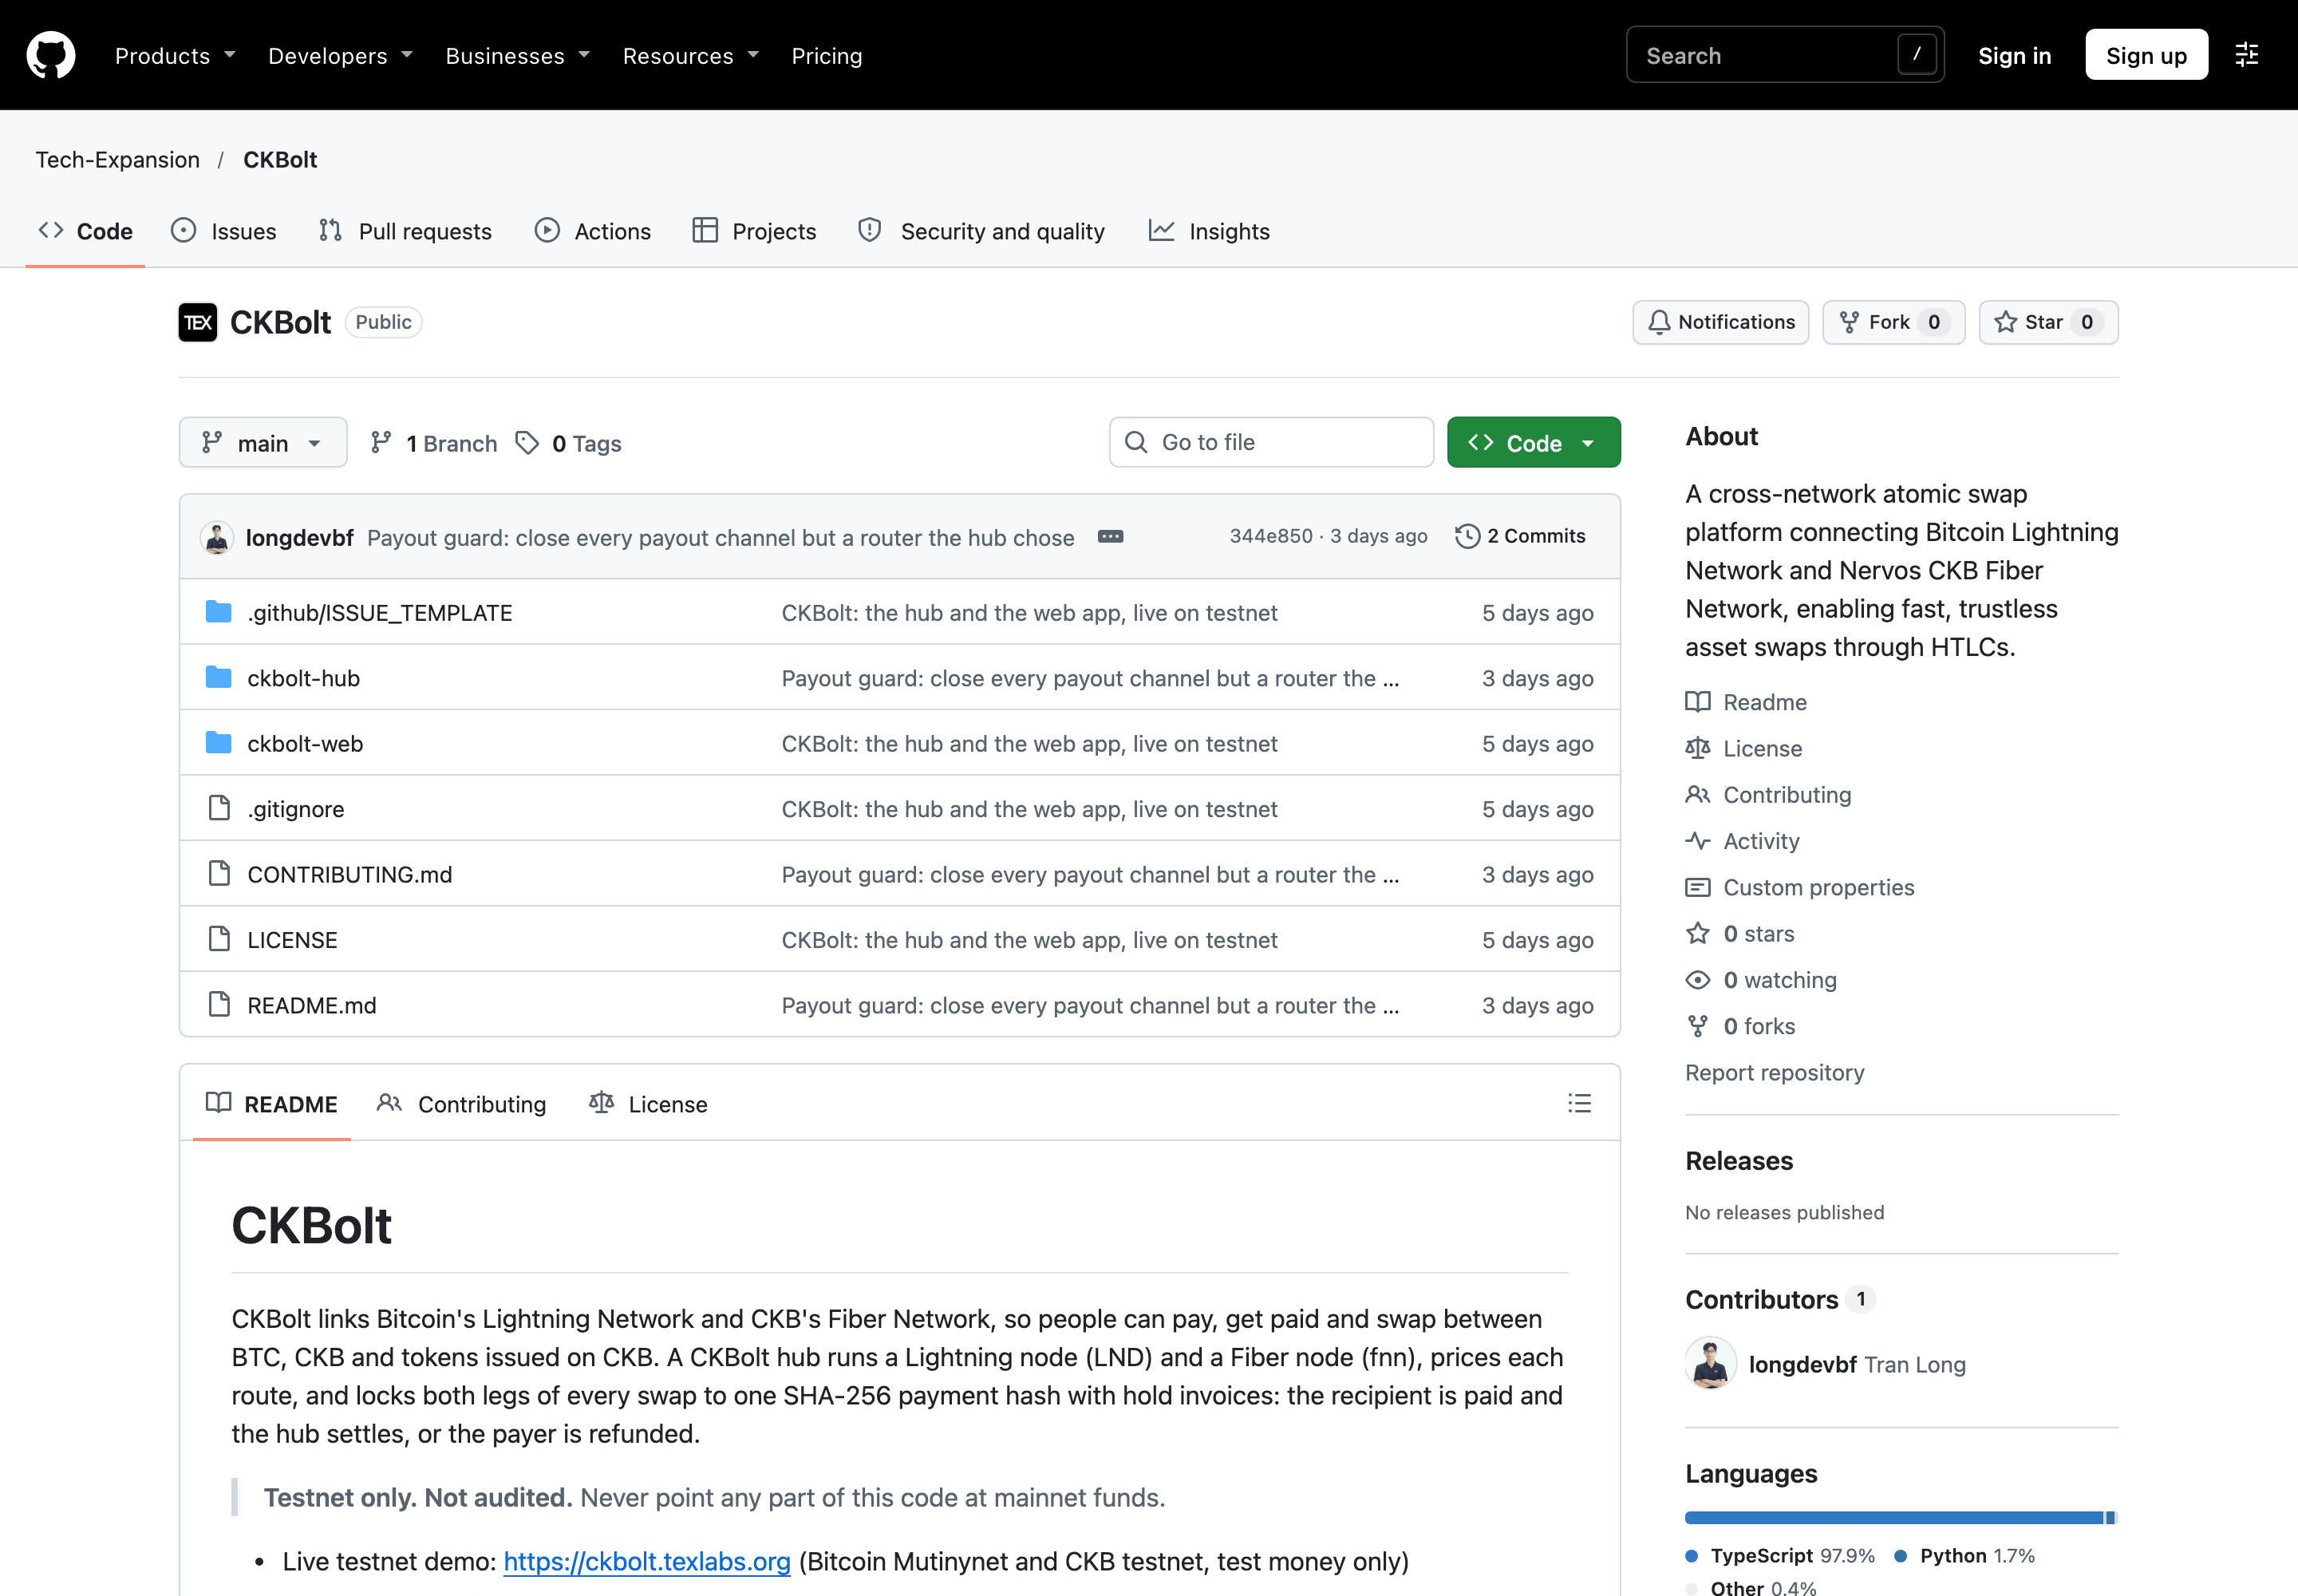 Products Developers Businesses Resources Pricing Search / Sign in Sign up
Tech-Expansion / CKBolt
Code Issues Pull requests Actions Projects Security and quality Insights
TEX CKBolt Public Notifications Fork 0 Star 0
main 1 Branch 0 Tags Go to file Code
longdevbf Payout guard: close every payout channel but a router the hub chose ... 344e850 · 3 days ago 2 Commits
.github/ISSUE_TEMPLATE CKBolt: the hub and the web app, live on testnet 5 days ago
ckbolt-hub Payout guard: close every payout channel but a router the ... 3 days ago
ckbolt-web CKBolt: the hub and the web app, live on testnet 5 days ago
.gitignore CKBolt: the hub and the web app, live on testnet 5 days ago
CONTRIBUTING.md Payout guard: close every payout channel but a router the ... 3 days ago
LICENSE CKBolt: the hub and the web app, live on testnet 5 days ago
README.md Payout guard: close every payout channel but a router the ... 3 days ago
README Contributing License
CKBolt
CKBolt links Bitcoin's Lightning Network and CKB's Fiber Network, so people can pay, get paid and swap between
BTC, CKB and tokens issued on CKB. A CKBolt hub runs a Lightning node (LND) and a Fiber node (fnn), prices each
route, and locks both legs of every swap to one SHA-256 payment hash with hold invoices: the recipient is paid and
the hub settles, or the payer is refunded.
Testnet only. Not audited. Never point any part of this code at mainnet funds.
• Live testnet demo: https://ckbolt.texlabs.org (Bitcoin Mutinynet and CKB testnet, test money only)
About
A cross-network atomic swap
platform connecting Bitcoin Lightning
Network and Nervos CKB Fiber
Network, enabling fast, trustless
asset swaps through HTLCs.
Readme
License
Contributing
Activity
Custom properties
0 stars
0 watching
0 forks
Report repository
Releases
No releases published
Contributors 1
longdevbf Tran Long
Languages
TypeScript 97.9% Python 1.7%
Other 0.4%